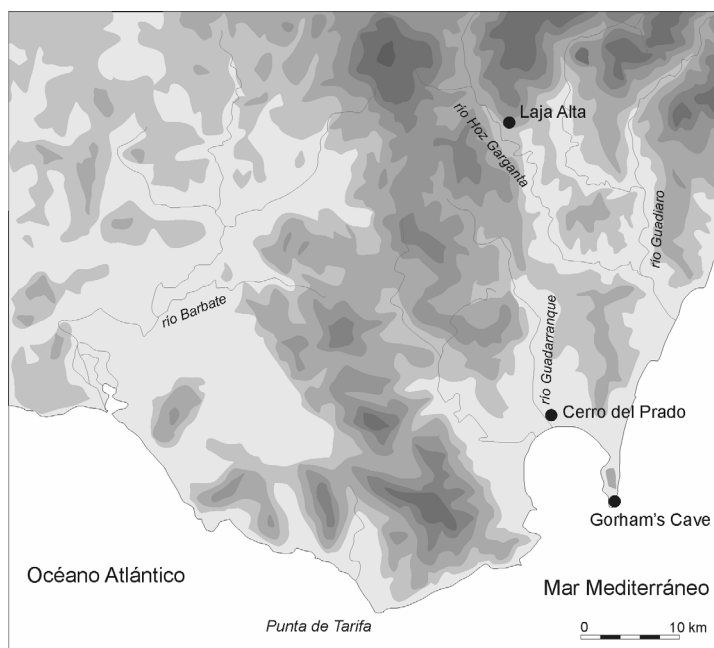 Laja Alta
río Hoz Garganta
río Guadiaro
río Barbate
río Guadarranque
Cerro del Prado
Gorham's Cave
Océano Atlántico
Mar Mediterráneo
Punta de Tarifa
0 10 km